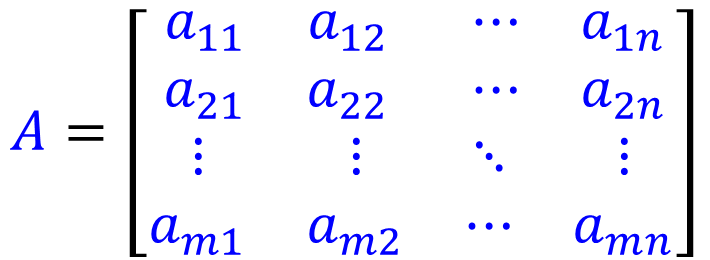 a₁₁ a₁₂ ⋯ a₁ₙ
a₂₁ a₂₂ ⋯ a₂ₙ
A = ⋮ ⋮ ⋱ ⋮
aₘ₁ aₘ₂ ⋯ aₘₙ